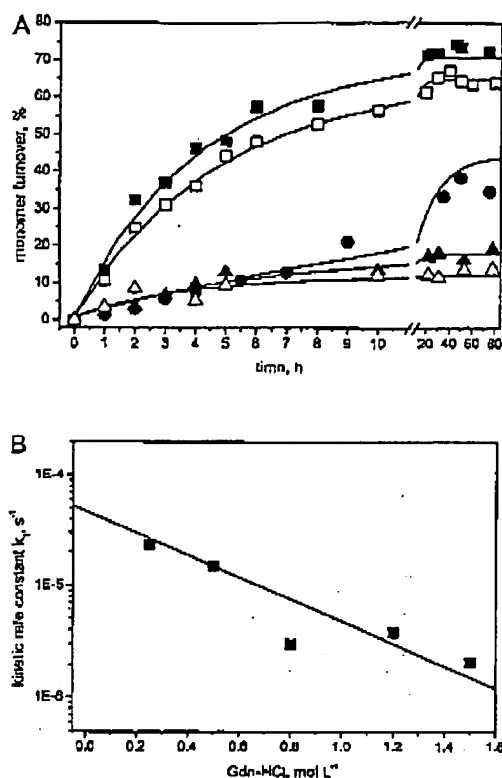 A
80
70
60
50
40
30
20
10
0
monomer turnover, %
0 1 2 3 4 5 6 7 8 9 10 20 40 60 80
time, h
B
1E-4
1E-5
1E-6
Kinetic rate constant k₁, s⁻¹
0.0 0.2 0.4 0.6 0.8 1.0 1.2 1.4 1.6
Gdn-HCL mol L⁻¹